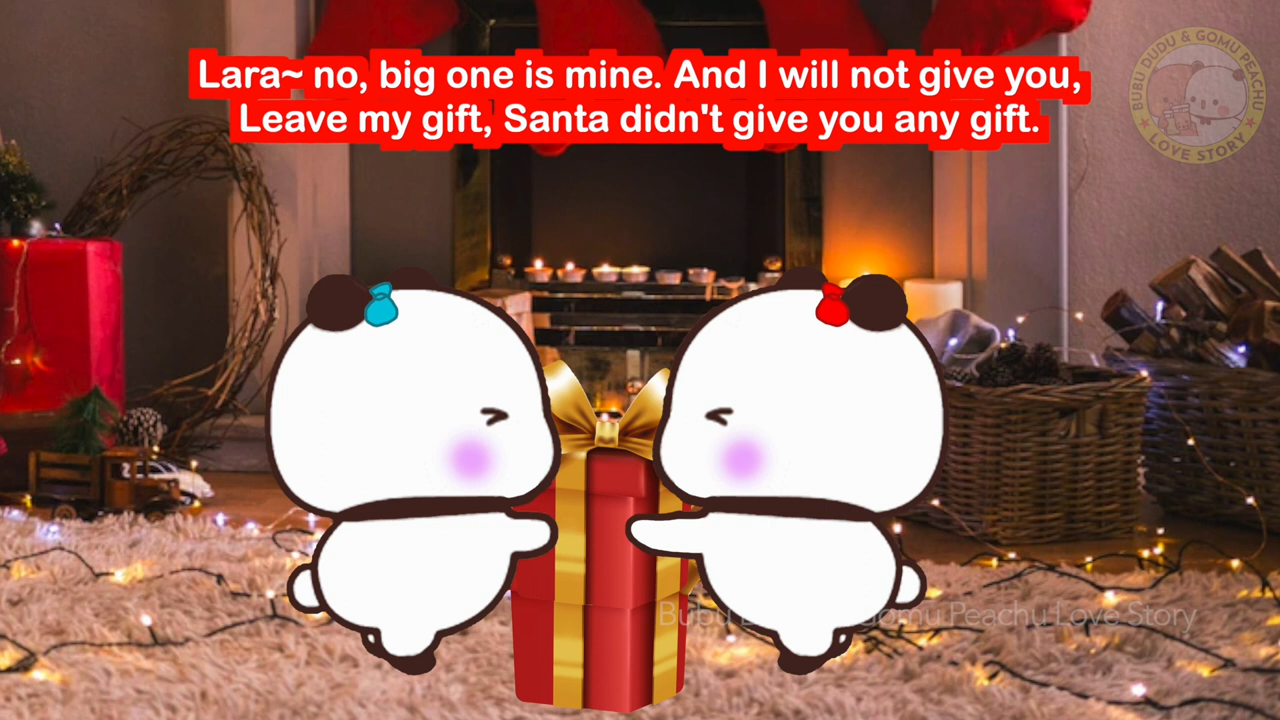 Lara~ no, big one is mine. And I will not give you,
Leave my gift, Santa didn't give you any gift.
BUBU DUDU & GOMU PEACHU
LOVE STORY
Bubu D Gomu Peachu Love Story